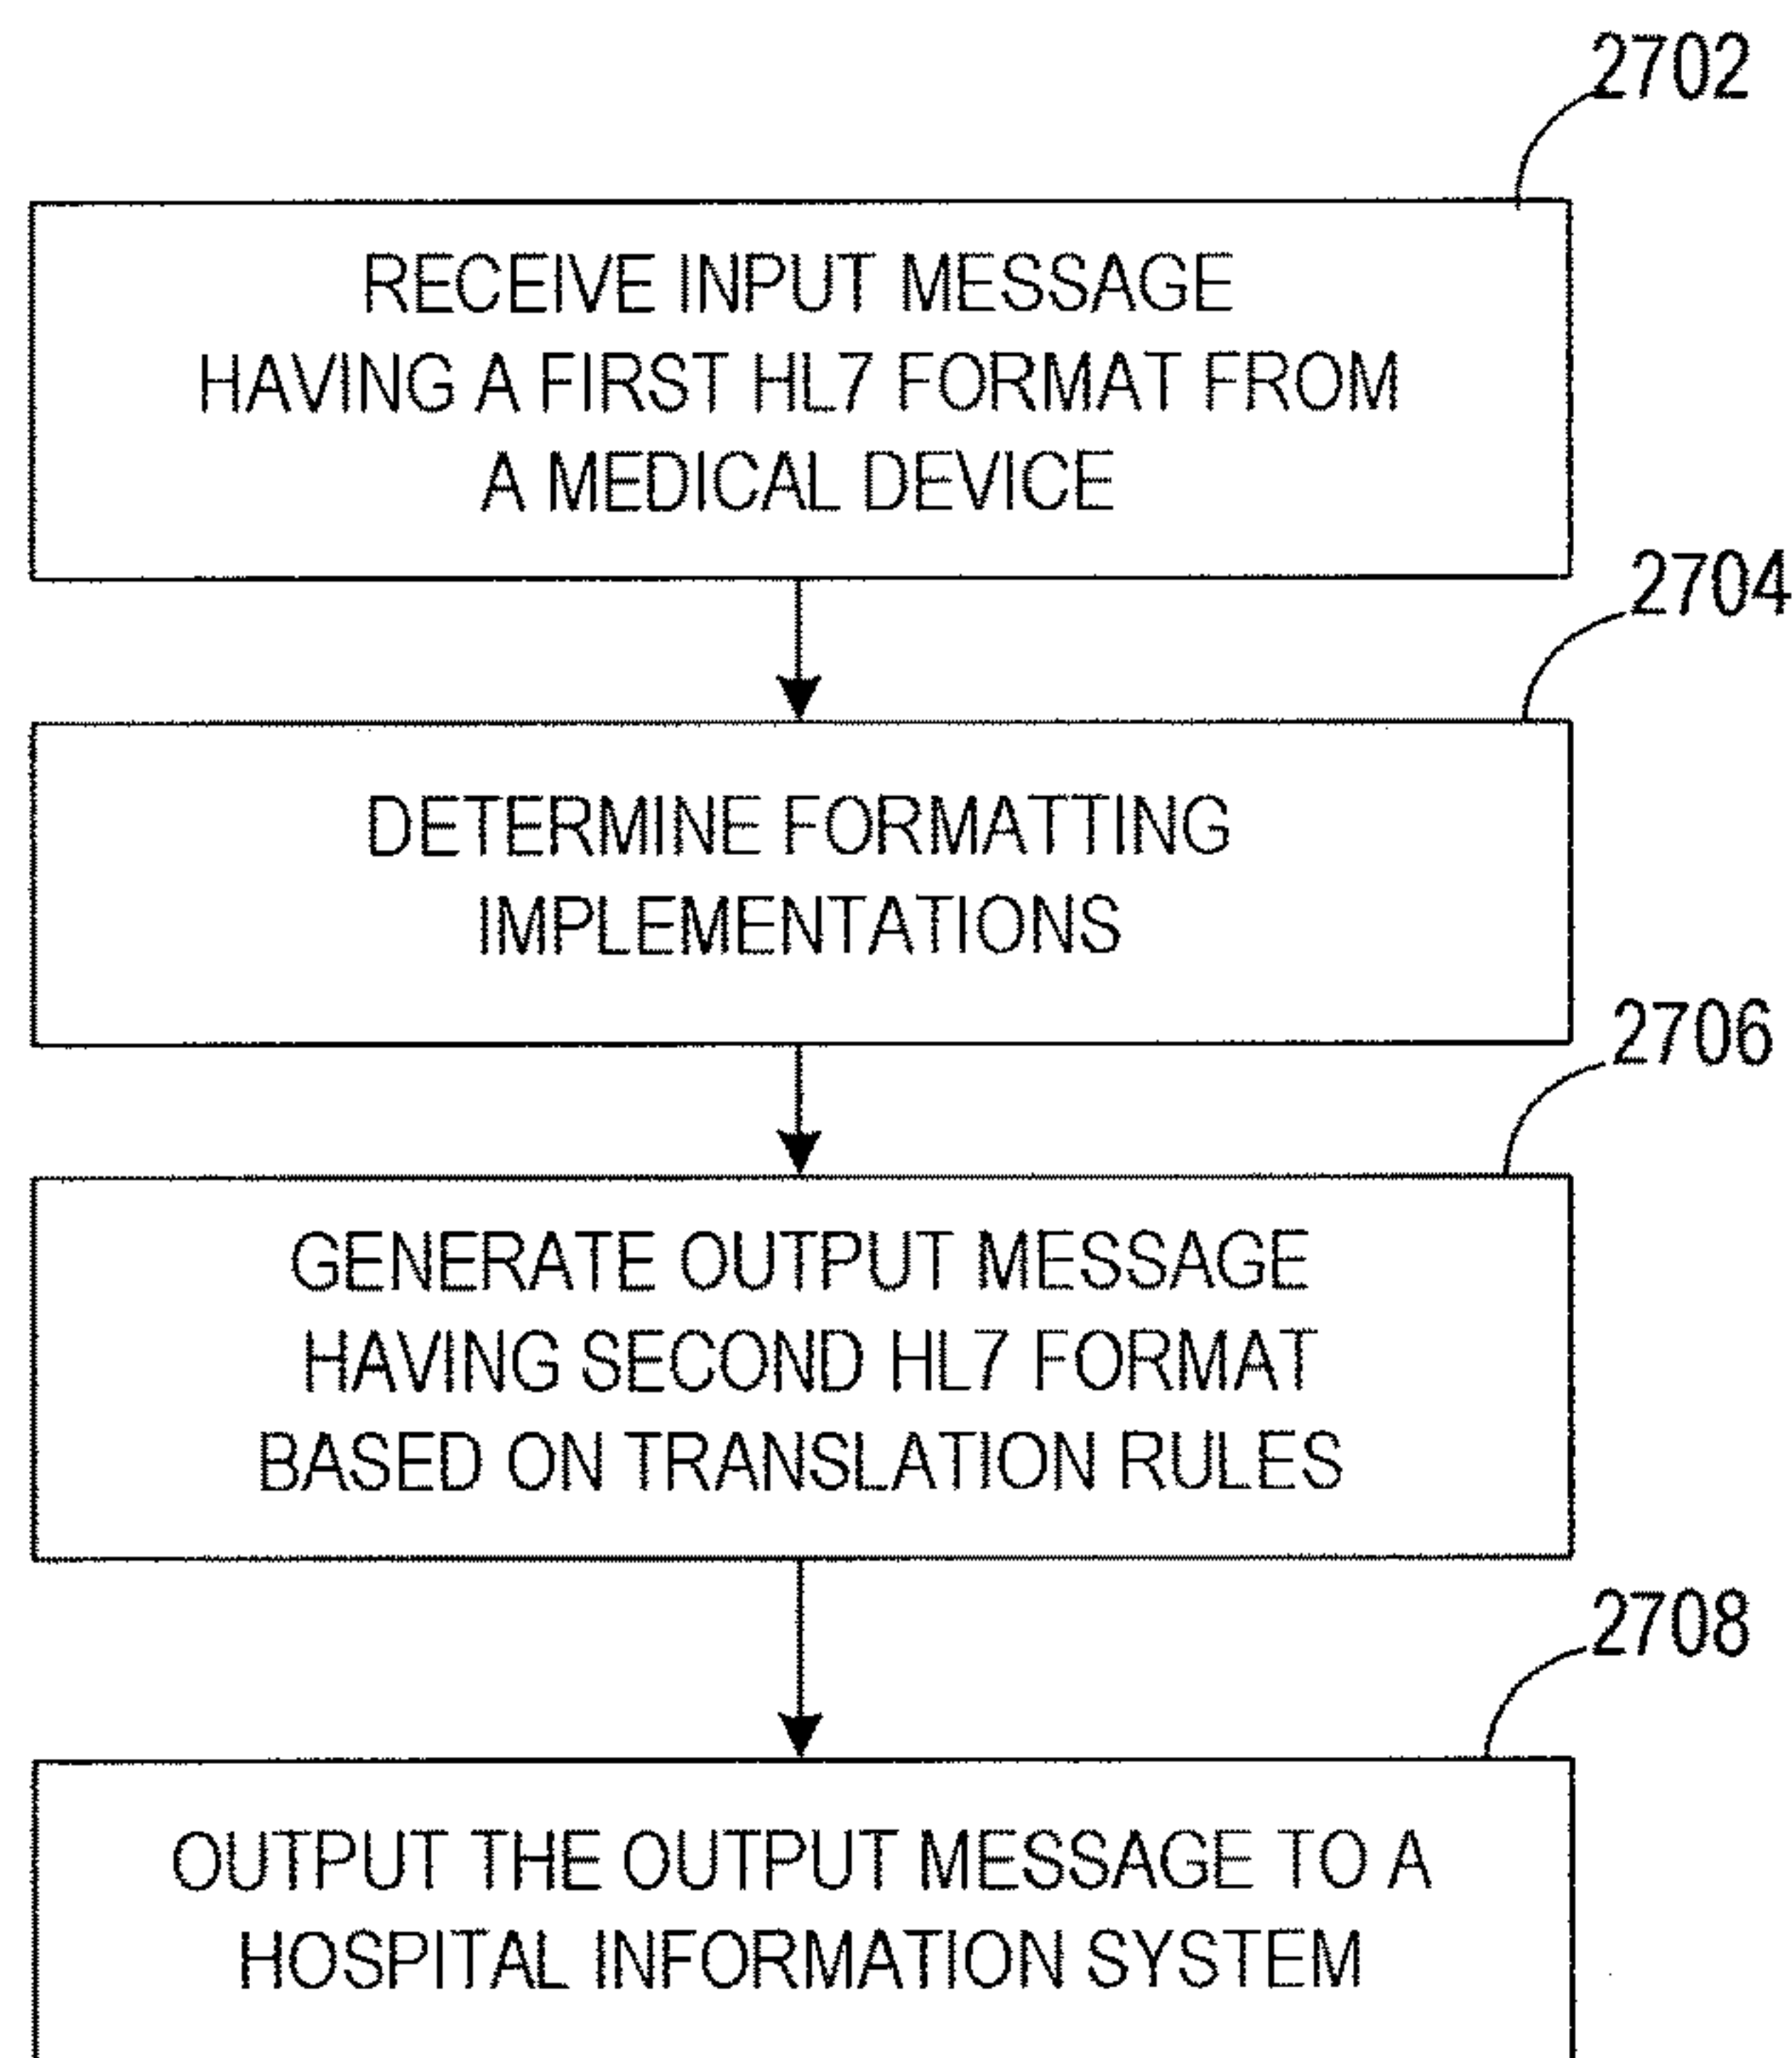 2702
RECEIVE INPUT MESSAGE
HAVING A FIRST HL7 FORMAT FROM
A MEDICAL DEVICE
2704
DETERMINE FORMATTING
IMPLEMENTATIONS
2706
GENERATE OUTPUT MESSAGE
HAVING SECOND HL7 FORMAT
BASED ON TRANSLATION RULES
2708
OUTPUT THE OUTPUT MESSAGE TO A
HOSPITAL INFORMATION SYSTEM